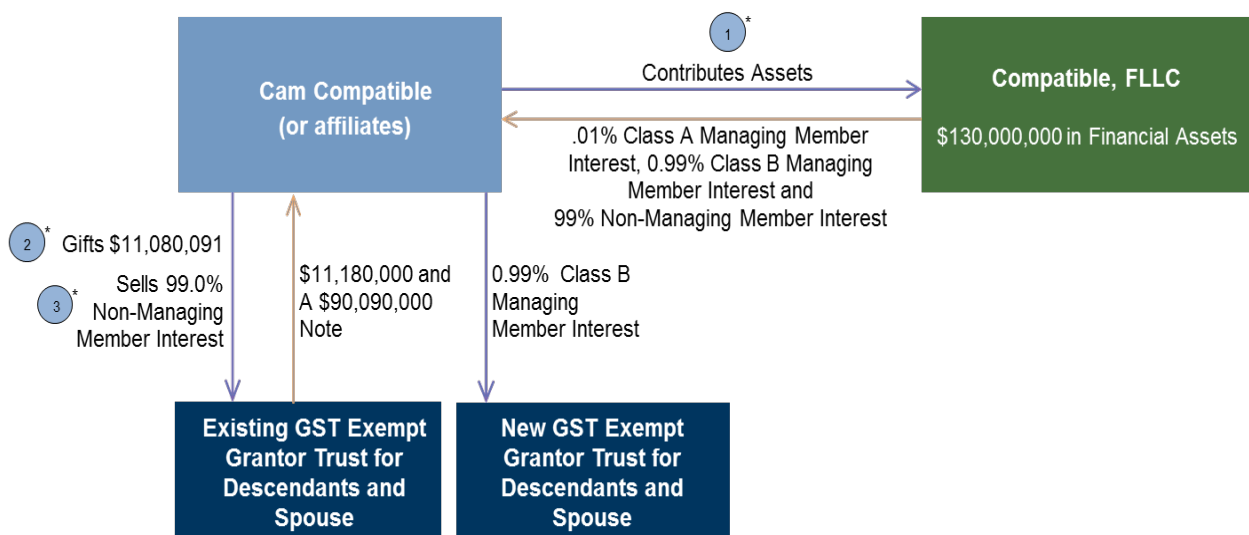 1 *
Contributes Assets
Cam Compatible
(or affiliates)
Compatible, FLLC
$130,000,000 in Financial Assets
.01% Class A Managing Member
Interest, 0.99% Class B Managing
Member Interest and
99% Non-Managing Member Interest
2 * Gifts $11,080,091
3 * Sells 99.0%
Non-Managing
Member Interest
$11,180,000 and
A $90,090,000
Note
0.99% Class B
Managing
Member Interest
Existing GST Exempt
Grantor Trust for
Descendants and
Spouse
New GST Exempt
Grantor Trust for
Descendants and
Spouse